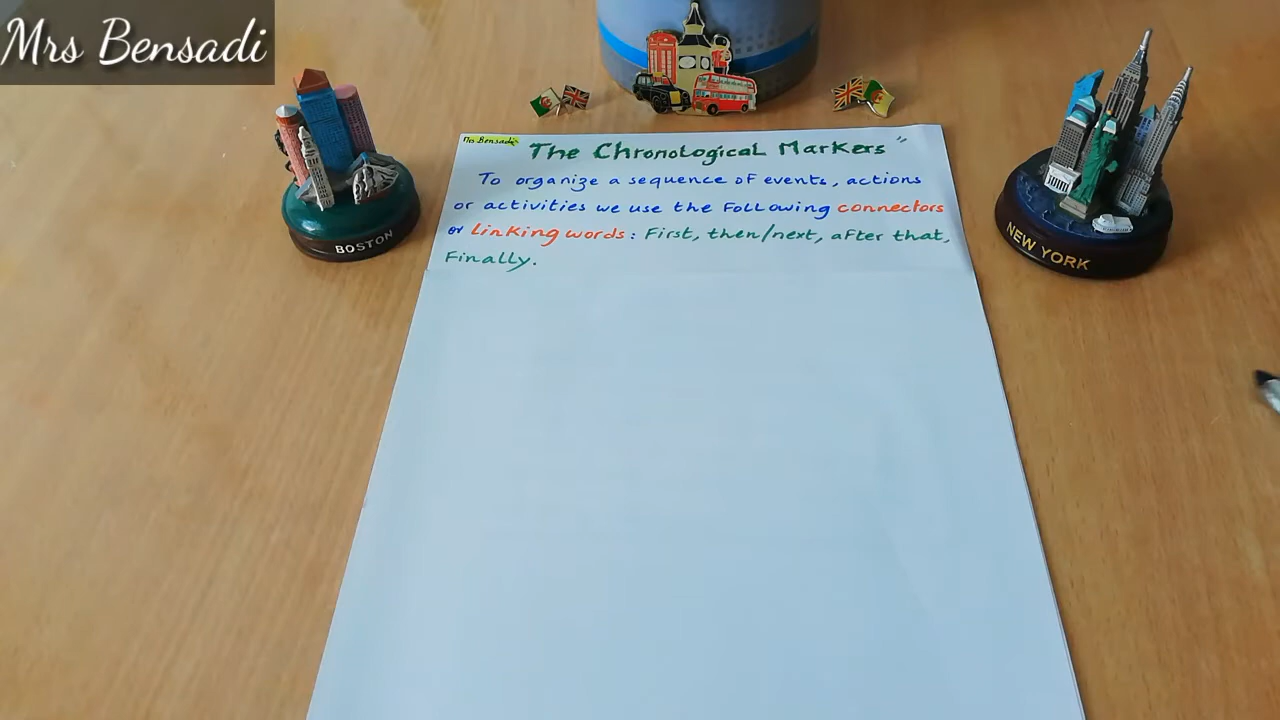 Mrs Bensadi
BOSTON
NEW YORK
Mrs Bensadi
The Chronological Markers"
To organize a sequence of events, actions
or activities we use the Following connectors
or linking words: First, then/next, after that,
Finally.